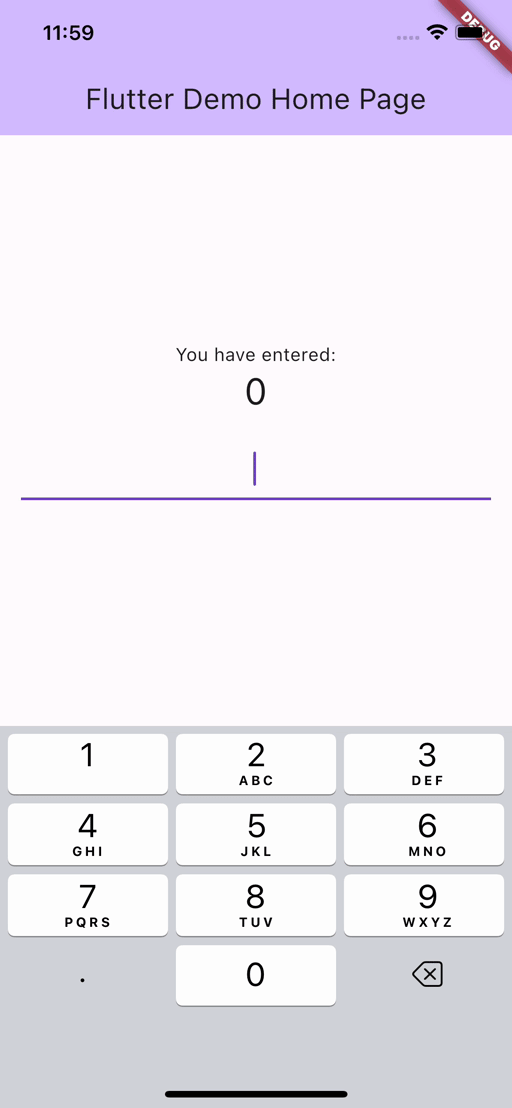 11:59
DEBUG
Flutter Demo Home Page
You have entered:
0
1
2
ABC
3
DEF
4
GHI
5
JKL
6
MNO
7
PQRS
8
TUV
9
WXYZ
.
0